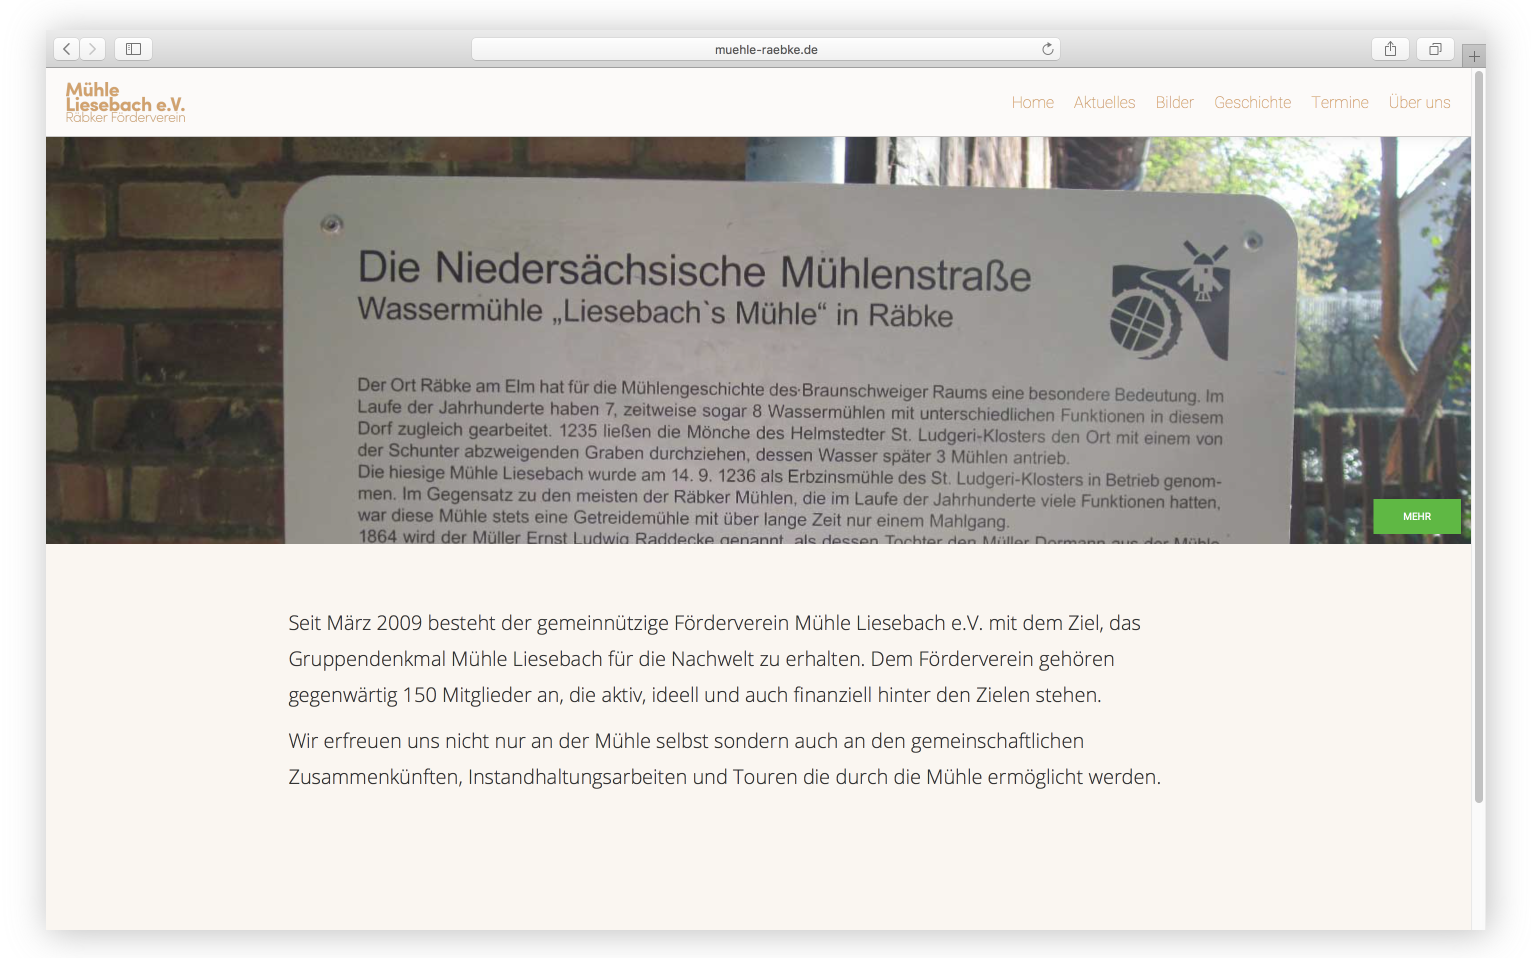 muehle-raebke.de
Mühle
Liesebach e.V.
Räbker Förderverein
Home Aktuelles Bilder Geschichte Termine Über uns
Die Niedersächsische Mühlenstraße
Wassermühle „Liesebach`s Mühle“ in Räbke
Der Ort Räbke am Elm hat für die Mühlengeschichte des Braunschweiger Raums eine besondere Bedeutung. Im
Laufe der Jahrhunderte haben 7, zeitweise sogar 8 Wassermühlen mit unterschiedlichen Funktionen in diesem
Dorf zugleich gearbeitet. 1235 ließen die Mönche des Helmstedter St. Ludgeri-Klosters den Ort mit einem von
der Schunter abzweigenden Graben durchziehen, dessen Wasser später 3 Mühlen antrieb.
Die hiesige Mühle Liesebach wurde am 14. 9. 1236 als Erbzinsmühle des St. Ludgeri-Klosters in Betrieb genom-
men. Im Gegensatz zu den meisten der Räbker Mühlen, die im Laufe der Jahrhunderte viele Funktionen hatten,
war diese Mühle stets eine Getreidemühle mit über lange Zeit nur einem Mahlgang.
1864 wird der Müller Ernst Ludwig Raddecke genannt, als dessen Tochter den Müller Dormann aus der Mühle
MEHR
Seit März 2009 besteht der gemeinnützige Förderverein Mühle Liesebach e.V. mit dem Ziel, das
Gruppendenkmal Mühle Liesebach für die Nachwelt zu erhalten. Dem Förderverein gehören
gegenwärtig 150 Mitglieder an, die aktiv, ideell und auch finanziell hinter den Zielen stehen.
Wir erfreuen uns nicht nur an der Mühle selbst sondern auch an den gemeinschaftlichen
Zusammenkünften, Instandhaltungsarbeiten und Touren die durch die Mühle ermöglicht werden.